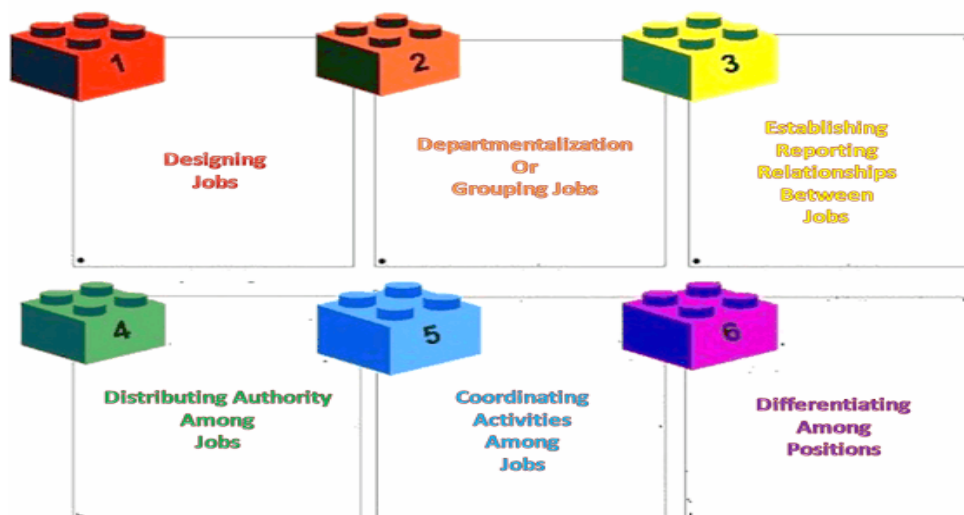 1
Designing
Jobs
2
Departmentalization
Or
Grouping Jobs
3
Establishing
Reporting
Relationships
Between
Jobs
4
Distributing Authority
Among
Jobs
5
Coordinating
Activities
Among
Jobs
6
Differentiating
Among
Positions